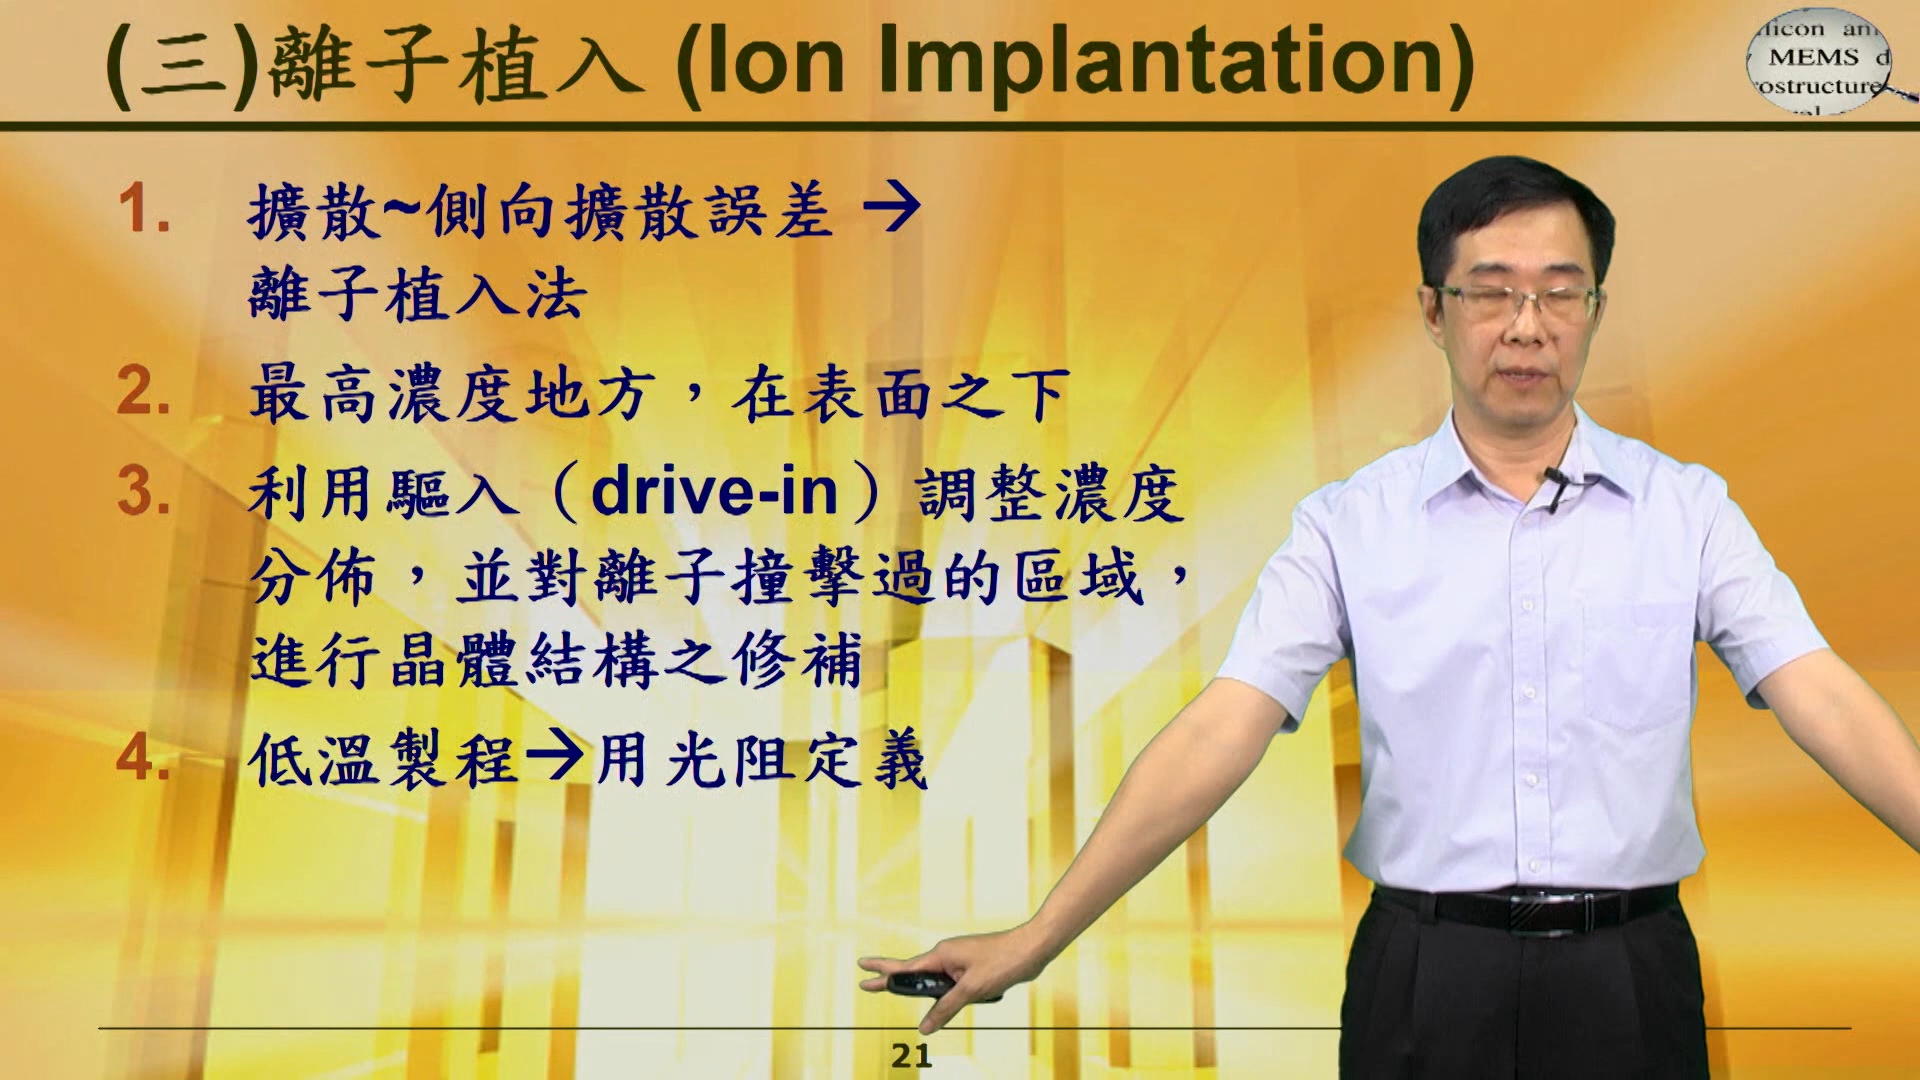 (三)離子植入 (Ion Implantation)
MEMS
1. 擴散~側向擴散誤差 →
離子植入法
2. 最高濃度地方，在表面之下
3. 利用驅入（drive-in）調整濃度
分佈，並對離子撞擊過的區域，
進行晶體結構之修補
4. 低溫製程→用光阻定義
21